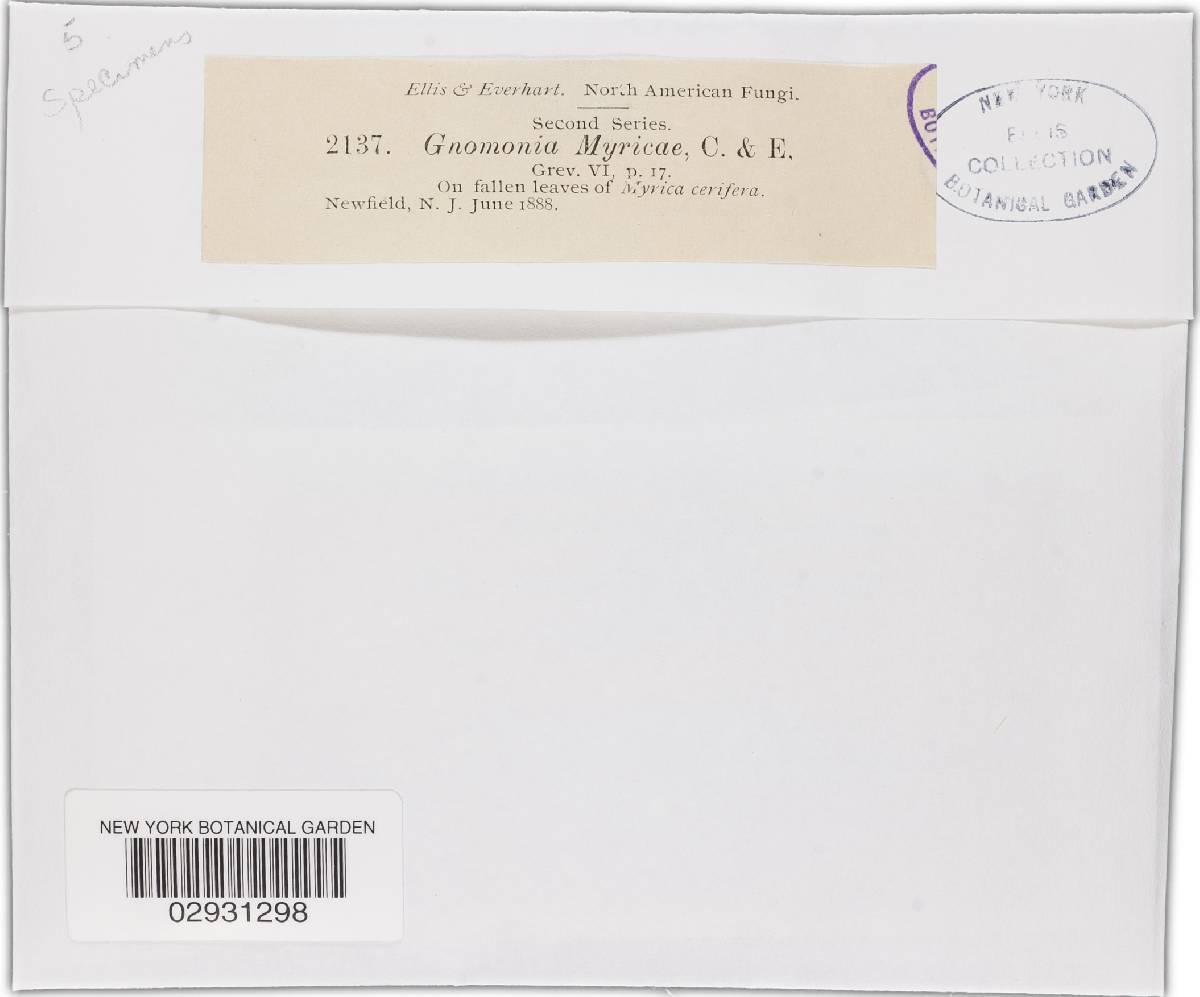 5
Specimens
Ellis & Everhart. North American Fungi.
Second Series.
2137. Gnomonia Myricae, C. & E.
Grev. VI, p. 17.
On fallen leaves of Myrica cerifera.
Newfield, N. J. June 1888.
NEW YORK
ELLIS
COLLECTION
BOTANICAL GARDEN
NEW YORK BOTANICAL GARDEN
02931298